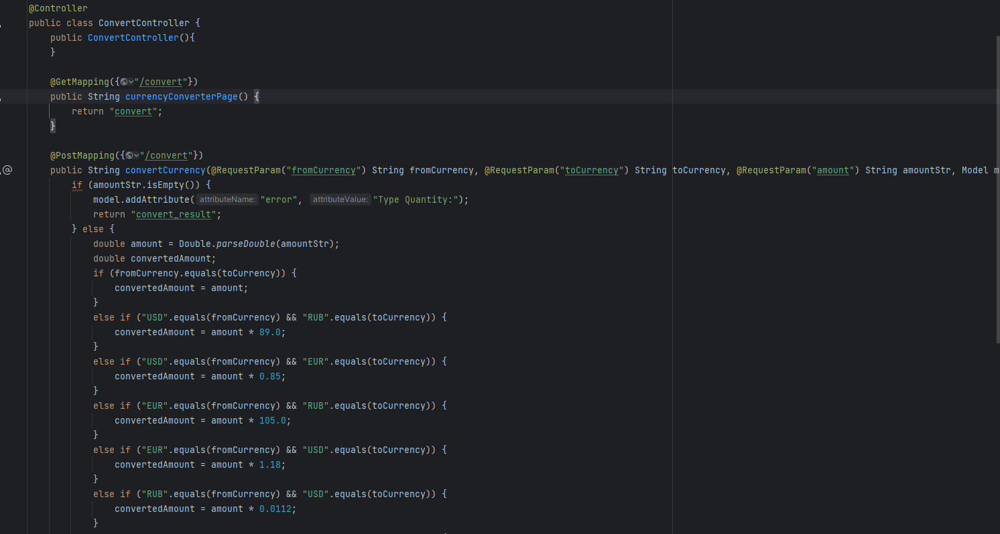 @Controller
public class ConvertController {
public ConvertController(){
}
@GetMapping({"/convert"})
public String currencyConverterPage() {
return "convert";
}
@PostMapping({"/convert"})
public String convertCurrency(@RequestParam("fromCurrency") String fromCurrency, @RequestParam("toCurrency") String toCurrency, @RequestParam("amount") String amountStr, Model m
if (amountStr.isEmpty()) {
model.addAttribute( attributeName: "error", attributeValue: "Type Quantity:");
return "convert_result";
} else {
double amount = Double.parseDouble(amountStr);
double convertedAmount;
if (fromCurrency.equals(toCurrency)) {
convertedAmount = amount;
}
else if ("USD".equals(fromCurrency) && "RUB".equals(toCurrency)) {
convertedAmount = amount * 89.0;
}
else if ("USD".equals(fromCurrency) && "EUR".equals(toCurrency)) {
convertedAmount = amount * 0.85;
}
else if ("EUR".equals(fromCurrency) && "RUB".equals(toCurrency)) {
convertedAmount = amount * 105.0;
}
else if ("EUR".equals(fromCurrency) && "USD".equals(toCurrency)) {
convertedAmount = amount * 1.18;
}
else if ("RUB".equals(fromCurrency) && "USD".equals(toCurrency)) {
convertedAmount = amount * 0.0112;
}